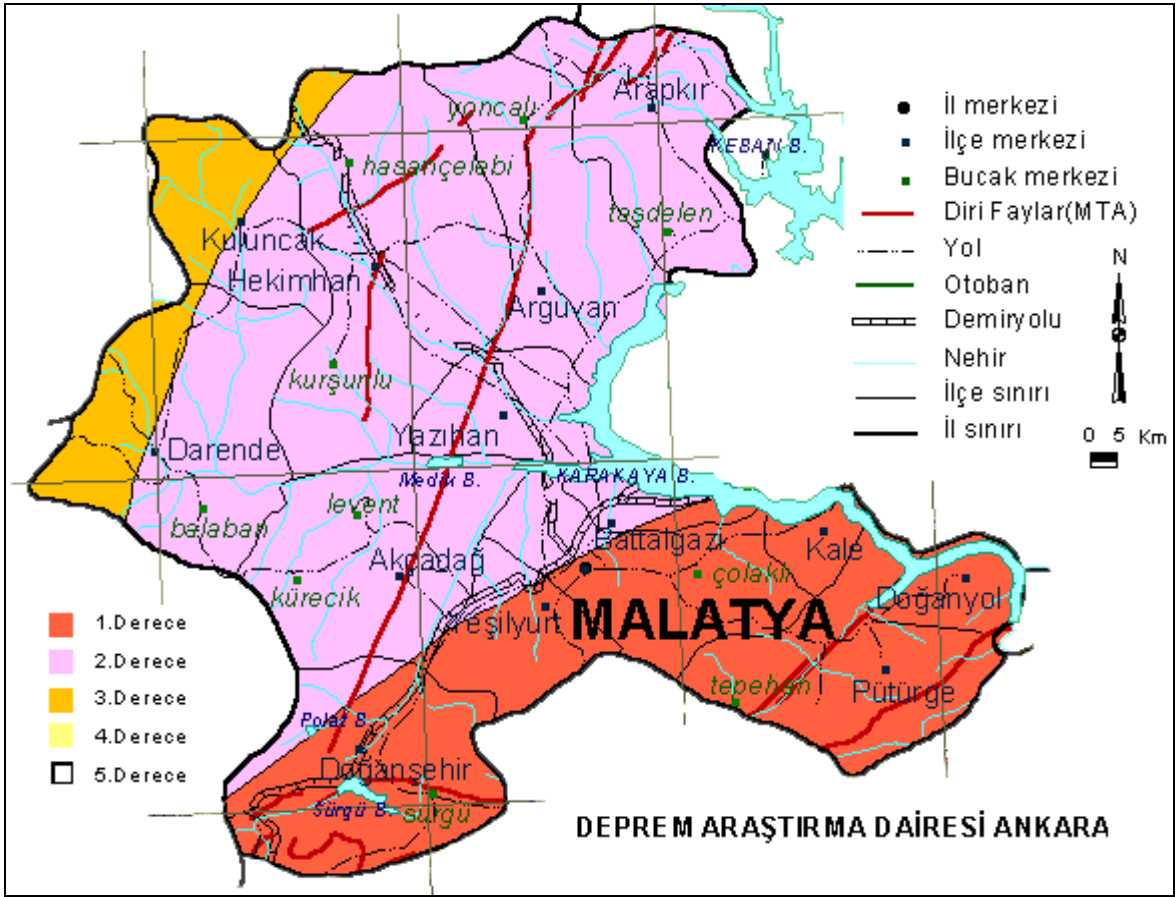 Arapkır
yoncalı
KEBAN B.
hasançelebi
taşdelen
Kuluncak
Hekimhan
Arguvan
kurşunlu
Yazıhan
Darende
Medik B.
KARAKAYA B.
levent
balaban
Battalgazi
Kale
Akçadağ
çolaklı
kürecik
Doğanyol
Yeşilyurt
MALATYA
tepehan
Pütürge
Polat B.
Doğanşehir
Sürgü B.
sürgü
İl merkezi
İlçe merkezi
Bucak merkezi
Diri Faylar(MTA)
Yol
Otoban
Demiryolu
Nehir
İlçe sınırı
İl sınırı
N
0 5 Km
1.Derece
2.Derece
3.Derece
4.Derece
5.Derece
DEPREM ARAŞTIRMA DAİRESİ ANKARA